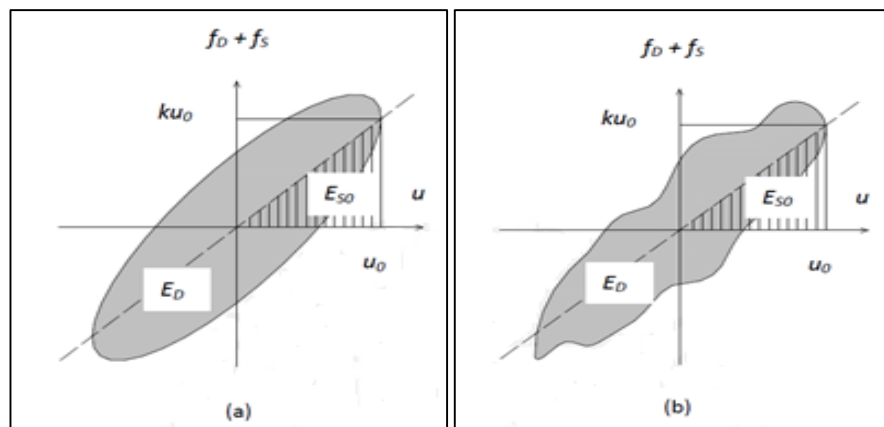 f_D + f_S
ku_0
E_SO
u
u_0
E_D
(a)
f_D + f_S
ku_0
E_SO
u
u_0
E_D
(b)